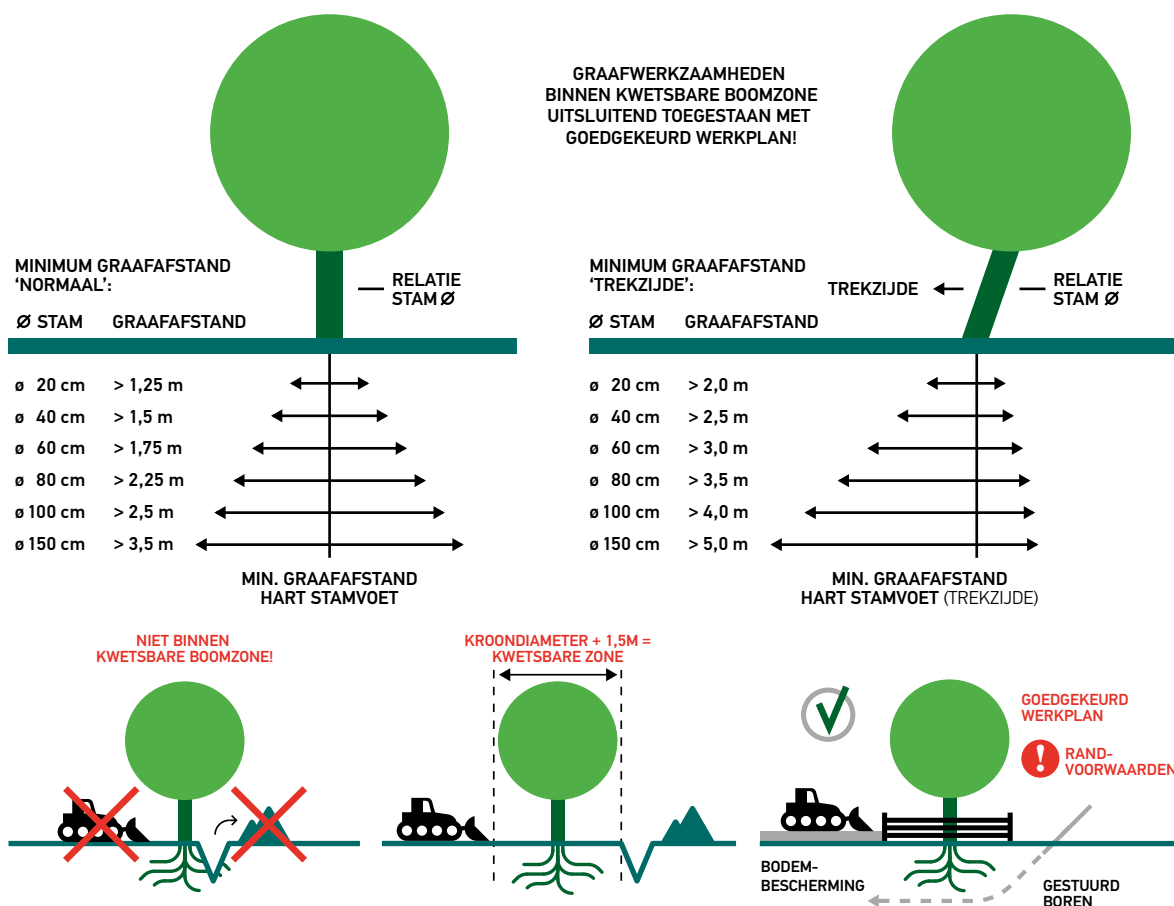 GRAAFWERKZAAMHEDEN
BINNEN KWETSBARE BOOMZONE
UITSLUITEND TOEGESTAAN MET
GOEDGEKEURD WERKPLAN!
MINIMUM GRAAFAFSTAND
‘NORMAAL’:
RELATIE
STAM Ø
Ø STAM GRAAFAFSTAND
ø 20 cm > 1,25 m
ø 40 cm > 1,5 m
ø 60 cm > 1,75 m
ø 80 cm > 2,25 m
ø 100 cm > 2,5 m
ø 150 cm > 3,5 m
MIN. GRAAFAFSTAND
HART STAMVOET
MINIMUM GRAAFAFSTAND
‘TREKZIJDE’:
TREKZIJDE
RELATIE
STAM Ø
Ø STAM GRAAFAFSTAND
ø 20 cm > 2,0 m
ø 40 cm > 2,5 m
ø 60 cm > 3,0 m
ø 80 cm > 3,5 m
ø 100 cm > 4,0 m
ø 150 cm > 5,0 m
MIN. GRAAFAFSTAND
HART STAMVOET (TREKZIJDE)
NIET BINNEN
KWETSBARE BOOMZONE!
KROONDIAMETER + 1,5M =
KWETSBARE ZONE
GOEDGEKEURD
WERKPLAN
!
RAND-
VOORWAARDEN
BODEM-
BESCHERMING
GESTUURD
BOREN